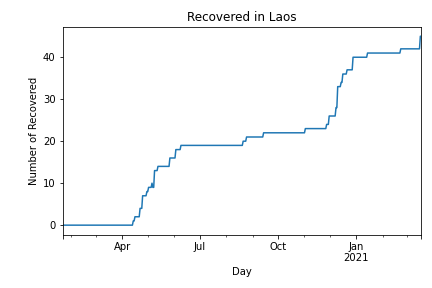 Recovered in Laos
Number of Recovered
40
30
20
10
0
Apr
Jul
Oct
Jan
2021
Day